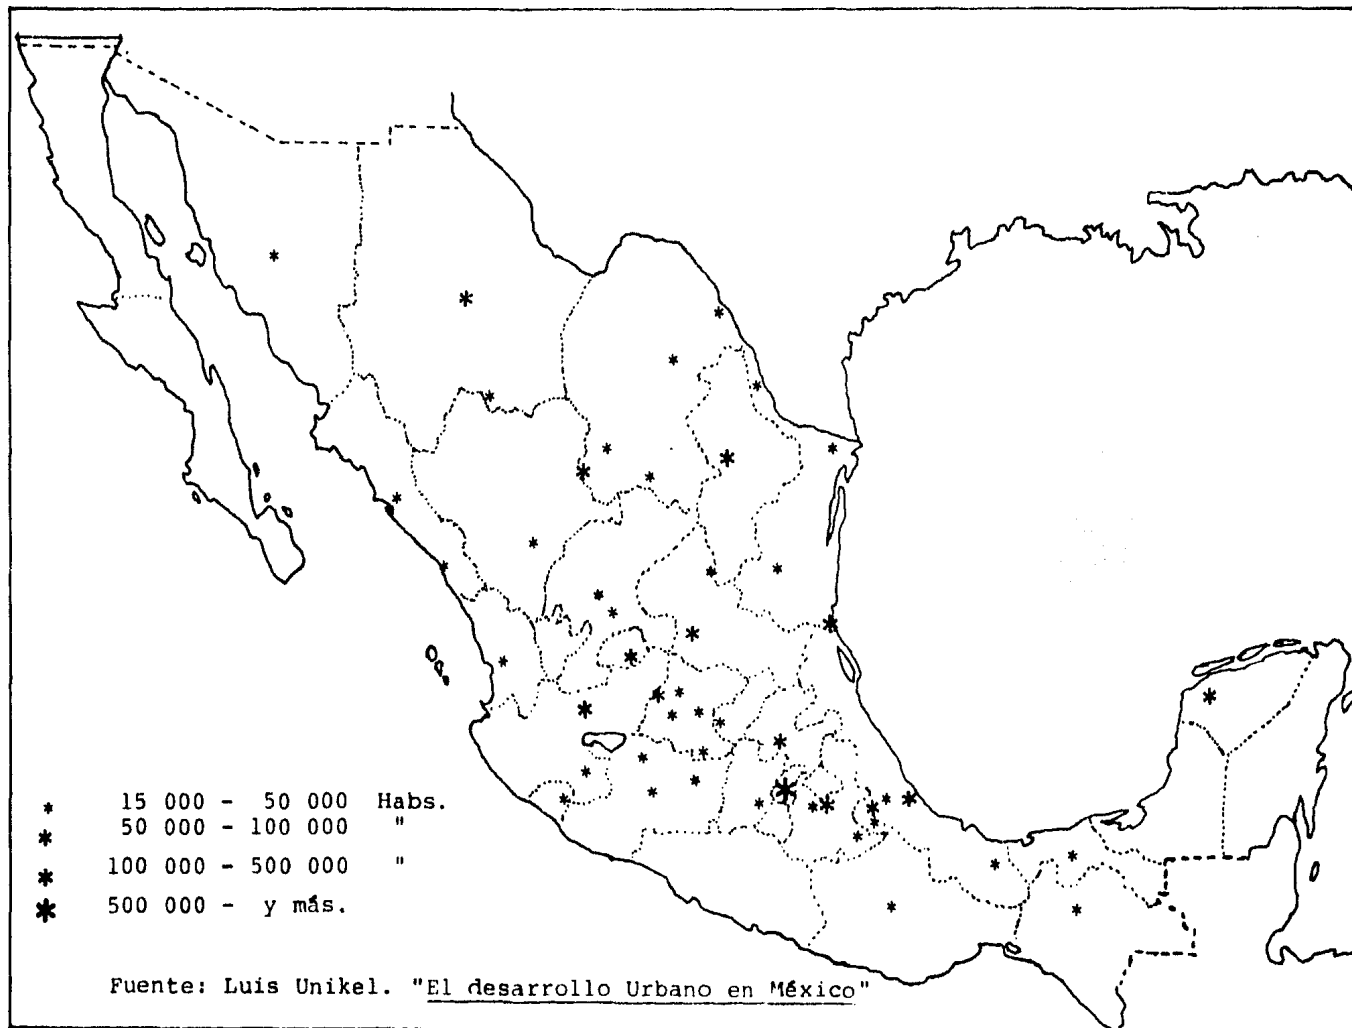 * 15 000 - 50 000 Habs.
* 50 000 - 100 000 "
* 100 000 - 500 000 "
* 500 000 - y más.
Fuente: Luis Unikel. "El desarrollo Urbano en México"